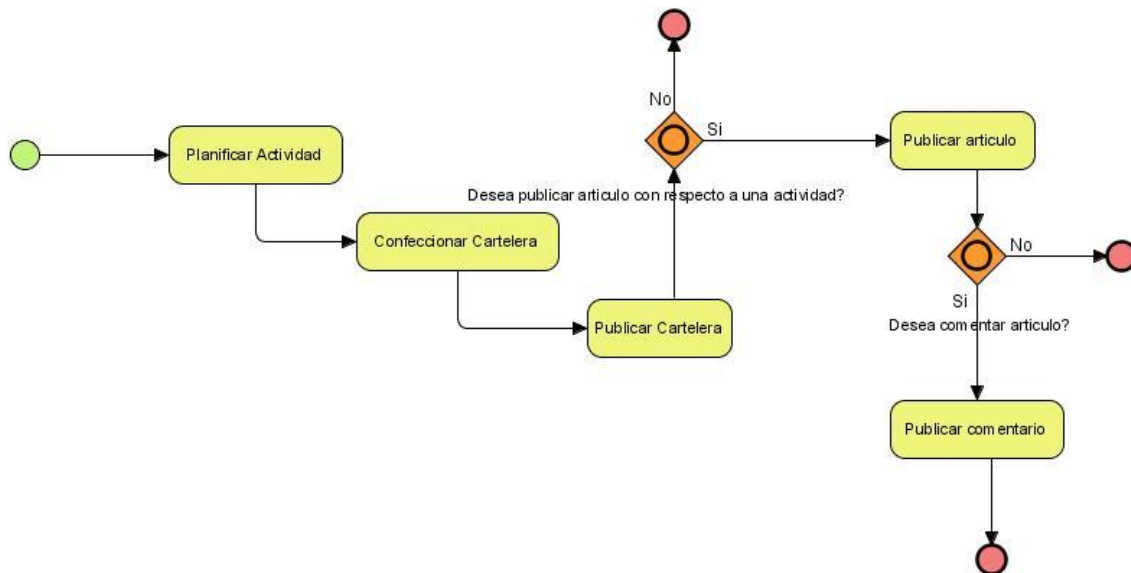 No
Si
Publicar articulo
Planificar Actividad
Desea publicar articulo con respecto a una actividad?
Confeccionar Cartelera
No
Si
Publicar Cartelera
Desea comentar articulo?
Publicar comentario